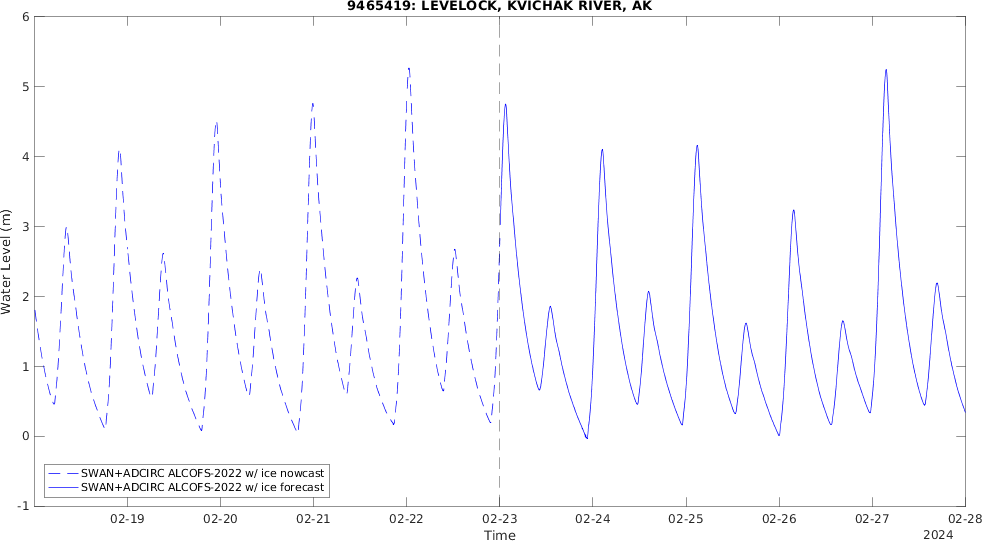 9465419: LEVELOCK, KVICHAK RIVER, AK
6
5
4
3
2
1
0
-1
Water Level (m)
SWAN+ADCIRC ALCOFS-2022 w/ ice nowcast
SWAN+ADCIRC ALCOFS-2022 w/ ice forecast
02-19 02-20 02-21 02-22 02-23 02-24 02-25 02-26 02-27 02-28
Time
2024